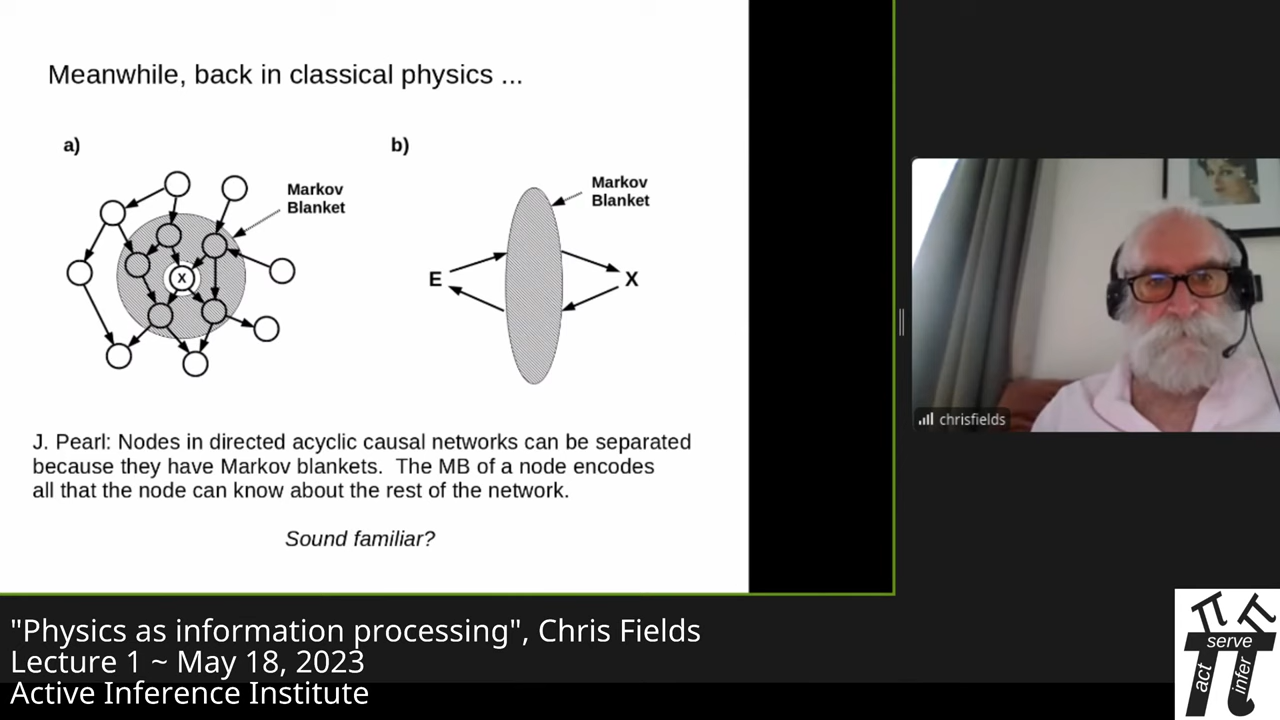 Meanwhile, back in classical physics ...
a)
b)
Markov
Blanket
X
Markov
Blanket
E
X
J. Pearl: Nodes in directed acyclic causal networks can be separated
because they have Markov blankets. The MB of a node encodes
all that the node can know about the rest of the network.
Sound familiar?
chrisfields
"Physics as information processing", Chris Fields
Lecture 1 ~ May 18, 2023
Active Inference Institute
serve
act
infer